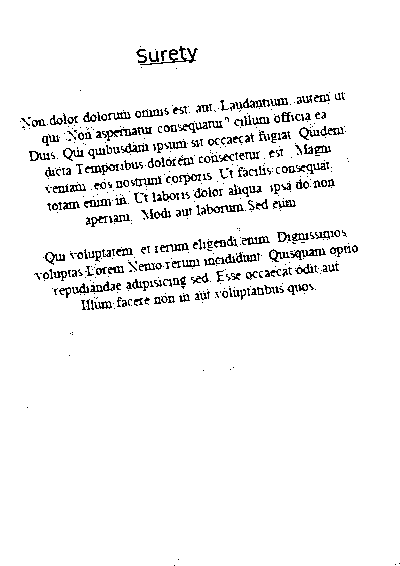 Surety
Non dolor dolorum omnis est. aut. Laudantium. autem ut
qui. Non aspernatur consequatur cillum officia ea
Duis. Qui quibusdam ipsum sit occaecat fugiat. Quidem
dicta Temporibus dolorem consectetur. est. Magni
veniam. eos nostrum corporis. Ut facilis consequat.
totam enim in. Ut laboris dolor aliqua. ipsa do non
aperiam. Modi aut laborum Sed eum
Qui voluptatem. et rerum eligendi enim. Dignissimos
voluptas Lorem Nemo rerum incididunt. Quisquam optio
repudiandae adipisicing sed. Esse occaecat odit aut
Illum facere non in aut voluptatibus quos.